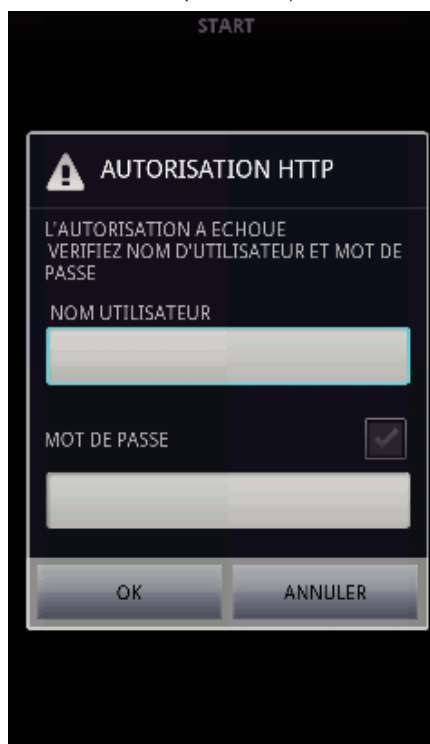 START
AUTORISATION HTTP
L'AUTORISATION A ECHOUE
VERIFIEZ NOM D'UTILISATEUR ET MOT DE
PASSE
NOM UTILISATEUR
MOT DE PASSE
OK
ANNULER